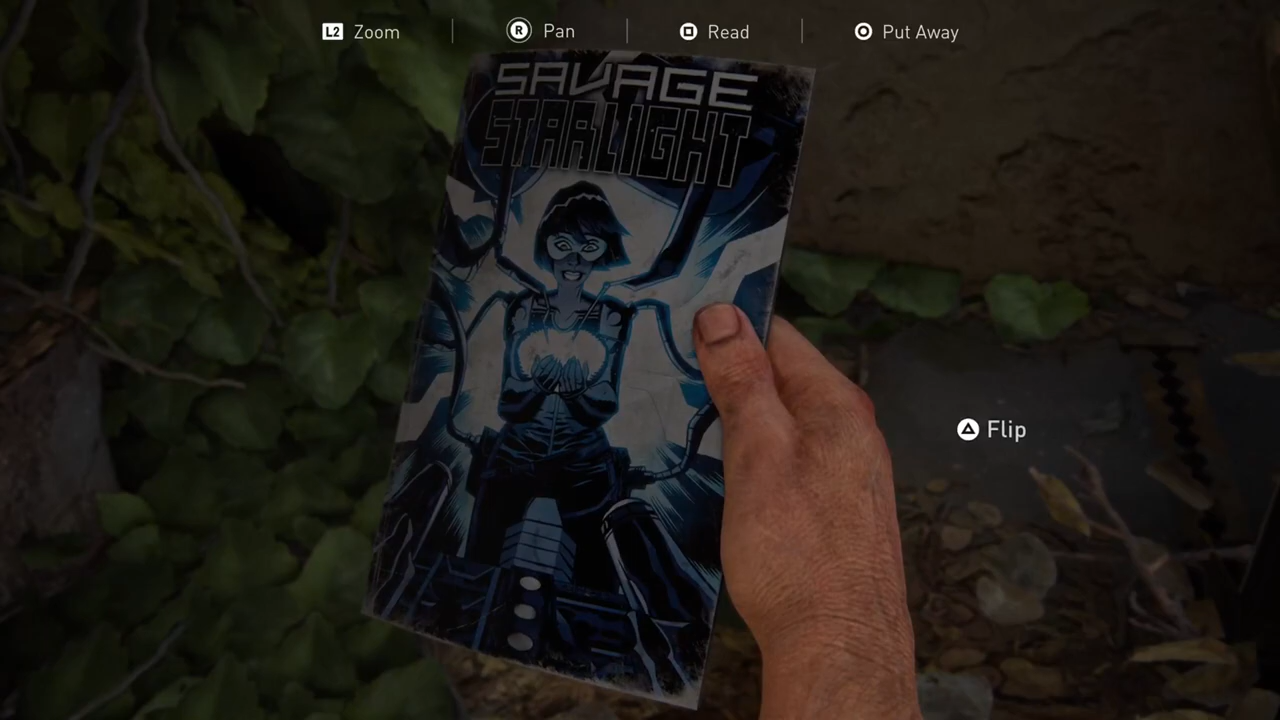 L2 Zoom
R Pan
Read
Put Away
SAVAGE
STARLIGHT
Flip